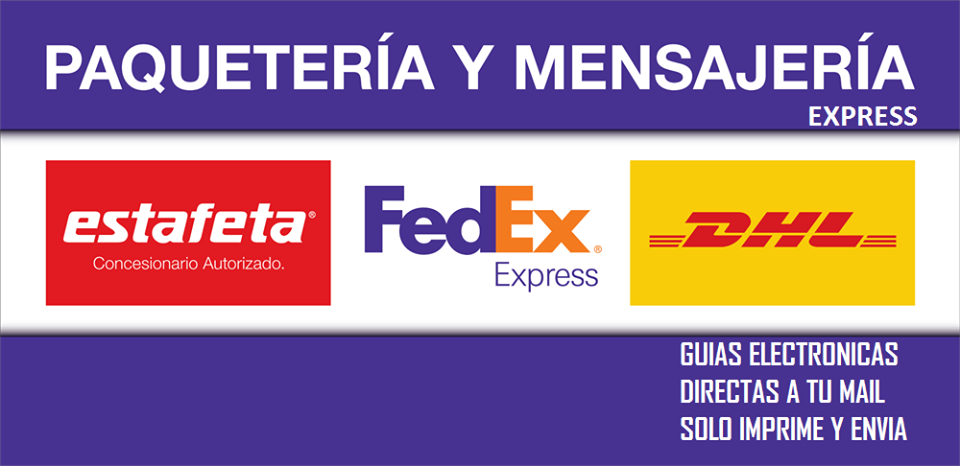 PAQUETERÍA Y MENSAJERÍA
EXPRESS
estafeta®
Concesionario Autorizado.
FedEx®
Express
DHL
GUIAS ELECTRONICAS
DIRECTAS A TU MAIL
SOLO IMPRIME Y ENVIA